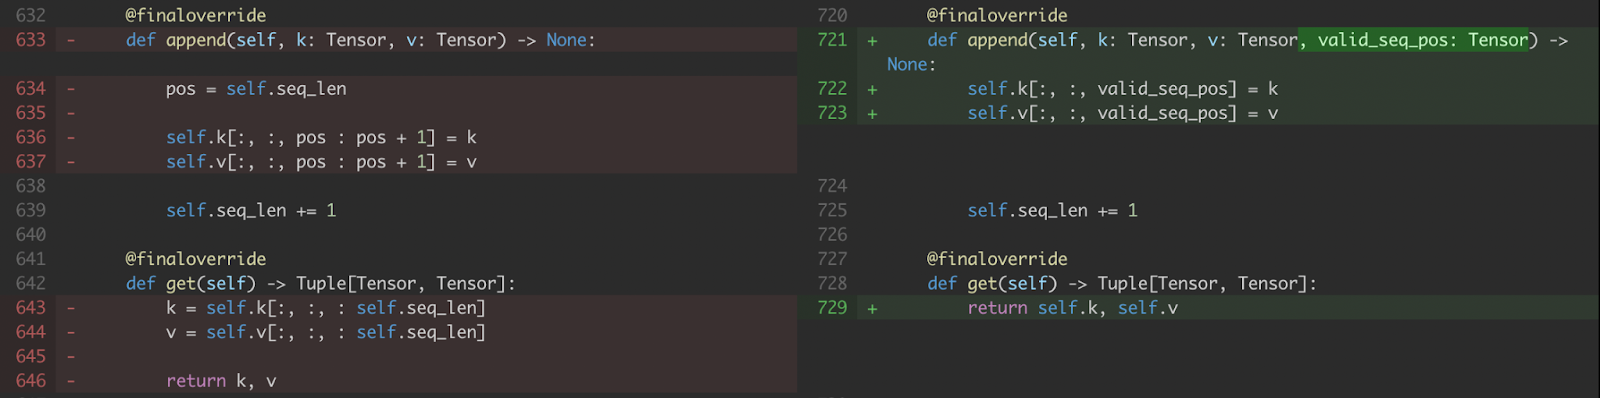 632 @finaloverride
633 - def append(self, k: Tensor, v: Tensor) -> None:
634 - pos = self.seq_len
635 -
636 - self.k[:, :, pos : pos + 1] = k
637 - self.v[:, :, pos : pos + 1] = v
638
639 self.seq_len += 1
640
641 @finaloverride
642 def get(self) -> Tuple[Tensor, Tensor]:
643 - k = self.k[:, :, : self.seq_len]
644 - v = self.v[:, :, : self.seq_len]
645 -
646 - return k, v
720 @finaloverride
721 + def append(self, k: Tensor, v: Tensor, valid_seq_pos: Tensor) ->
None:
722 + self.k[:, :, valid_seq_pos] = k
723 + self.v[:, :, valid_seq_pos] = v
724
725 self.seq_len += 1
726
727 @finaloverride
728 def get(self) -> Tuple[Tensor, Tensor]:
729 + return self.k, self.v